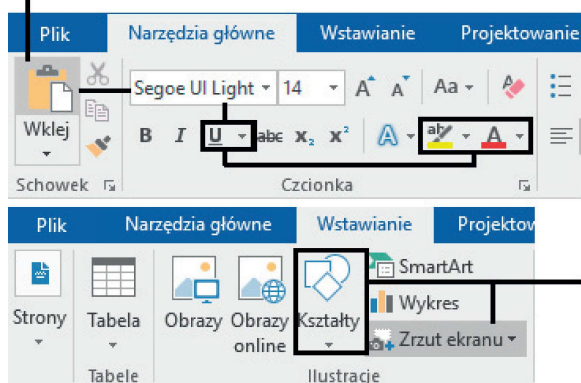 Plik Narzędzia główne Wstawianie Projektowanie
Segoe UI Light 14 A A Aa
Wklej B I U abc x₂ x² A ab A
Schowek Czcionka
Plik Narzędzia główne Wstawianie Projektow
SmartArt
Wykres
Strony Tabela Obrazy Obrazy online Kształty Zrzut ekranu
Tabele Ilustracje